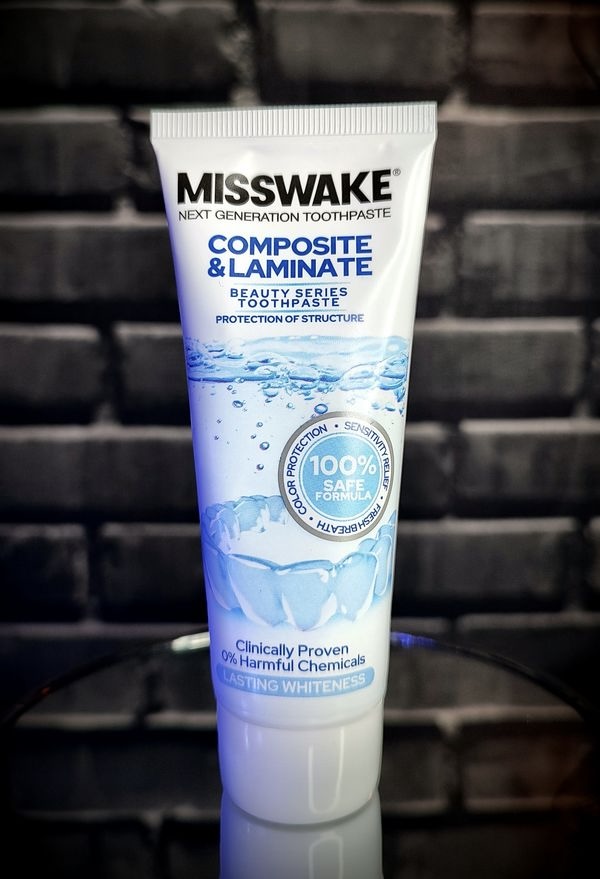 MISSWAKE®
NEXT GENERATION TOOTHPASTE
COMPOSITE
& LAMINATE
BEAUTY SERIES
TOOTHPASTE
PROTECTION OF STRUCTURE
COLOR PROTECTION • SENSITIVITY RELIEF • FRESH BREATH •
100%
SAFE
FORMULA
Clinically Proven
0% Harmful Chemicals
LASTING WHITENESS